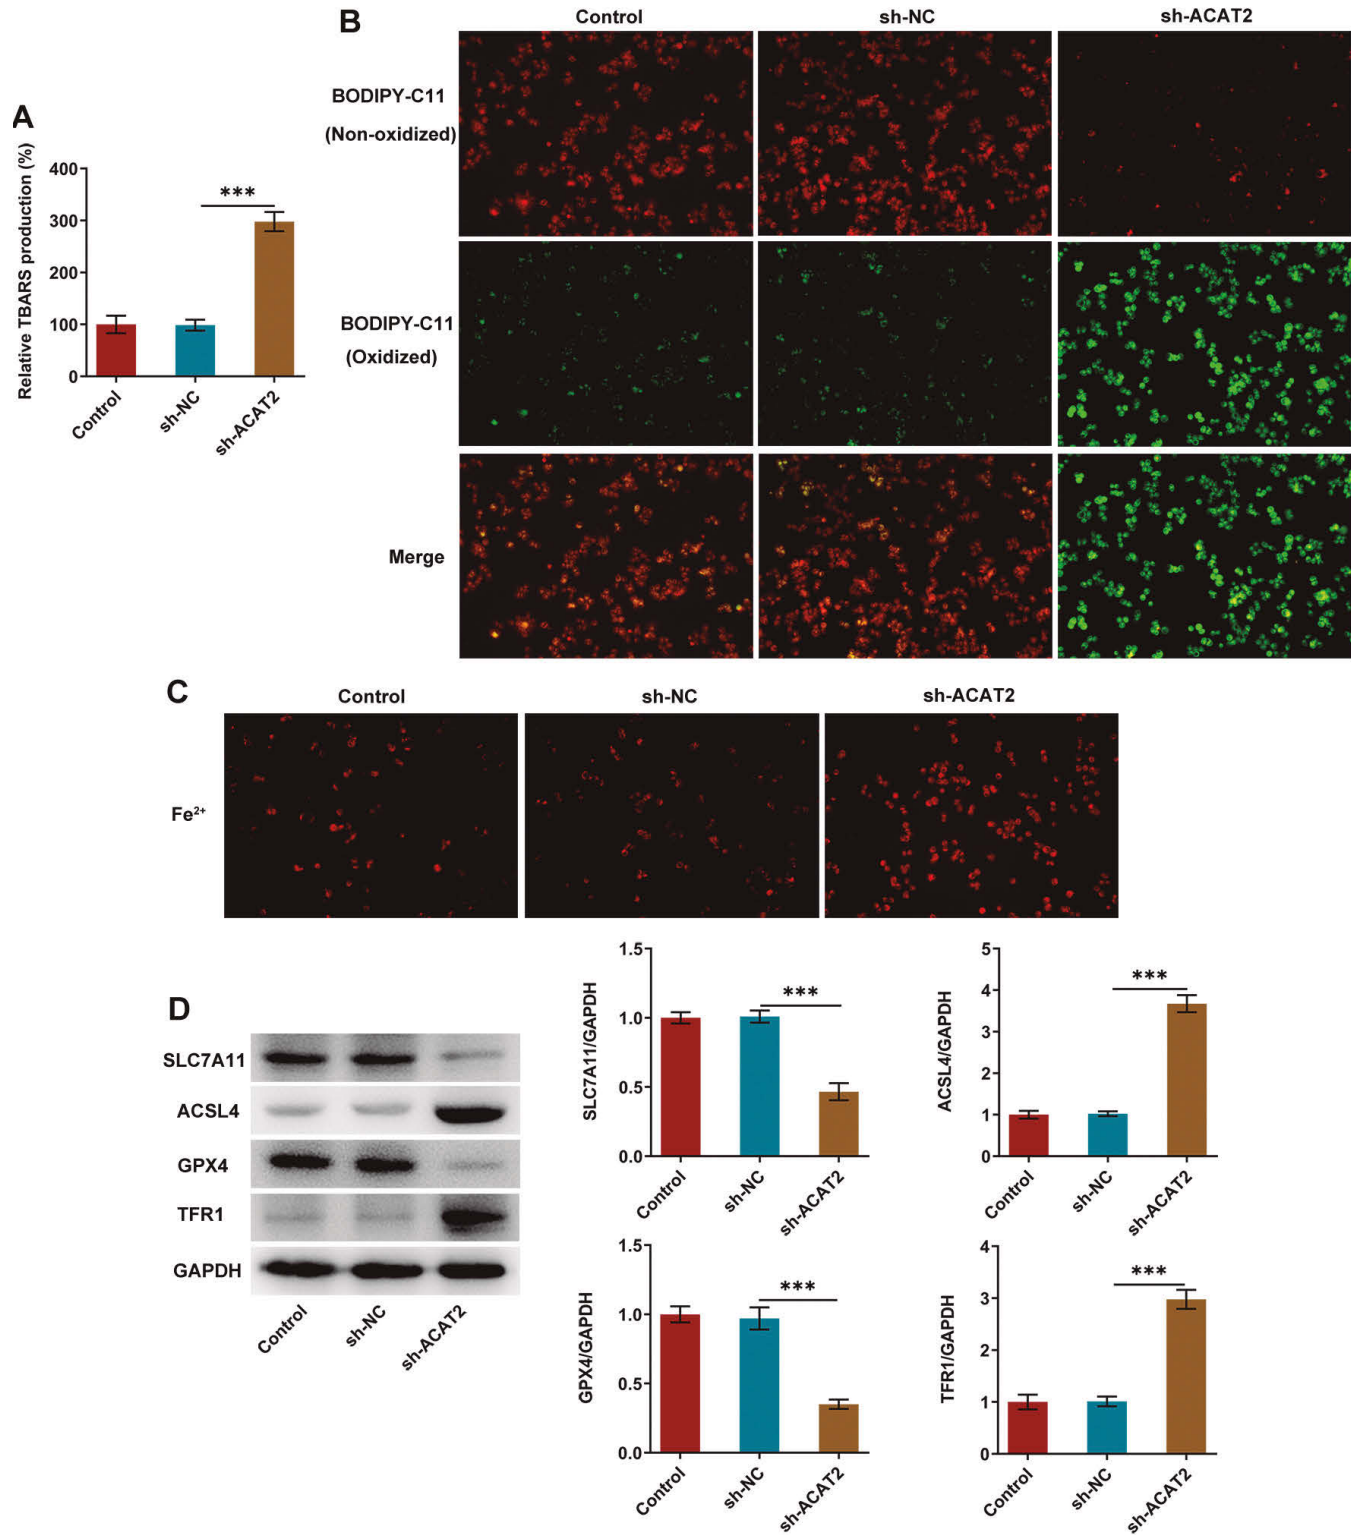 A
Relative TBARS production (%)
400
300
200
100
0
***
Control
sh-NC
sh-ACAT2
B
Control
sh-NC
sh-ACAT2
BODIPY-C11
(Non-oxidized)
BODIPY-C11
(Oxidized)
Merge
C
Control
sh-NC
sh-ACAT2
Fe²⁺
D
SLC7A11
ACSL4
GPX4
TFR1
GAPDH
Control
sh-NC
sh-ACAT2
SLC7A11/GAPDH
1.5
1.0
0.5
0.0
***
Control
sh-NC
sh-ACAT2
ACSL4/GAPDH
5
4
3
2
1
0
***
Control
sh-NC
sh-ACAT2
GPX4/GAPDH
1.5
1.0
0.5
0.0
***
Control
sh-NC
sh-ACAT2
TFR1/GAPDH
4
3
2
1
0
***
Control
sh-NC
sh-ACAT2